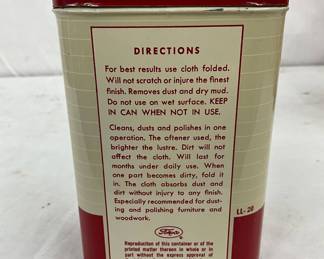 DIRECTIONS
For best results use cloth folded.
Will not scratch or injure the finest
finish. Removes dust and dry mud.
Do not use on wet surface. KEEP
IN CAN WHEN NOT IN USE.
Cleans, dusts and polishes in one
operation. The oftener used, the
brighter the lustre. Dirt will not
affect the cloth. Will last for
months under daily use. When
one part becomes dirty, fold it
in. The cloth absorbs dust and
dirt without injury to any finish.
Especially recommended for dust-
ing and polishing furniture and
woodwork.
LL-20
Reproduction of this container or of the
printed matter thereon in whole or in
part without the express approval of